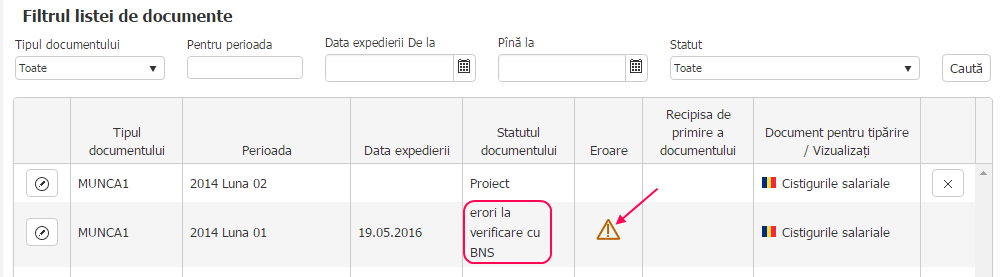 Filtrul listei de documente
Tipul documentului
Pentru perioada
Data expedierii De la
Pînă la
Statut
Toate
Toate
Caută
Tipul documentului
Perioada
Data expedierii
Statutul documentului
Eroare
Recipisa de primire a documentului
Document pentru tipărire / Vizualizați
MUNCA1
2014 Luna 02
Proiect
Cistigurile salariale
MUNCA1
2014 Luna 01
19.05.2016
erori la
verificare cu
BNS
Cistigurile salariale